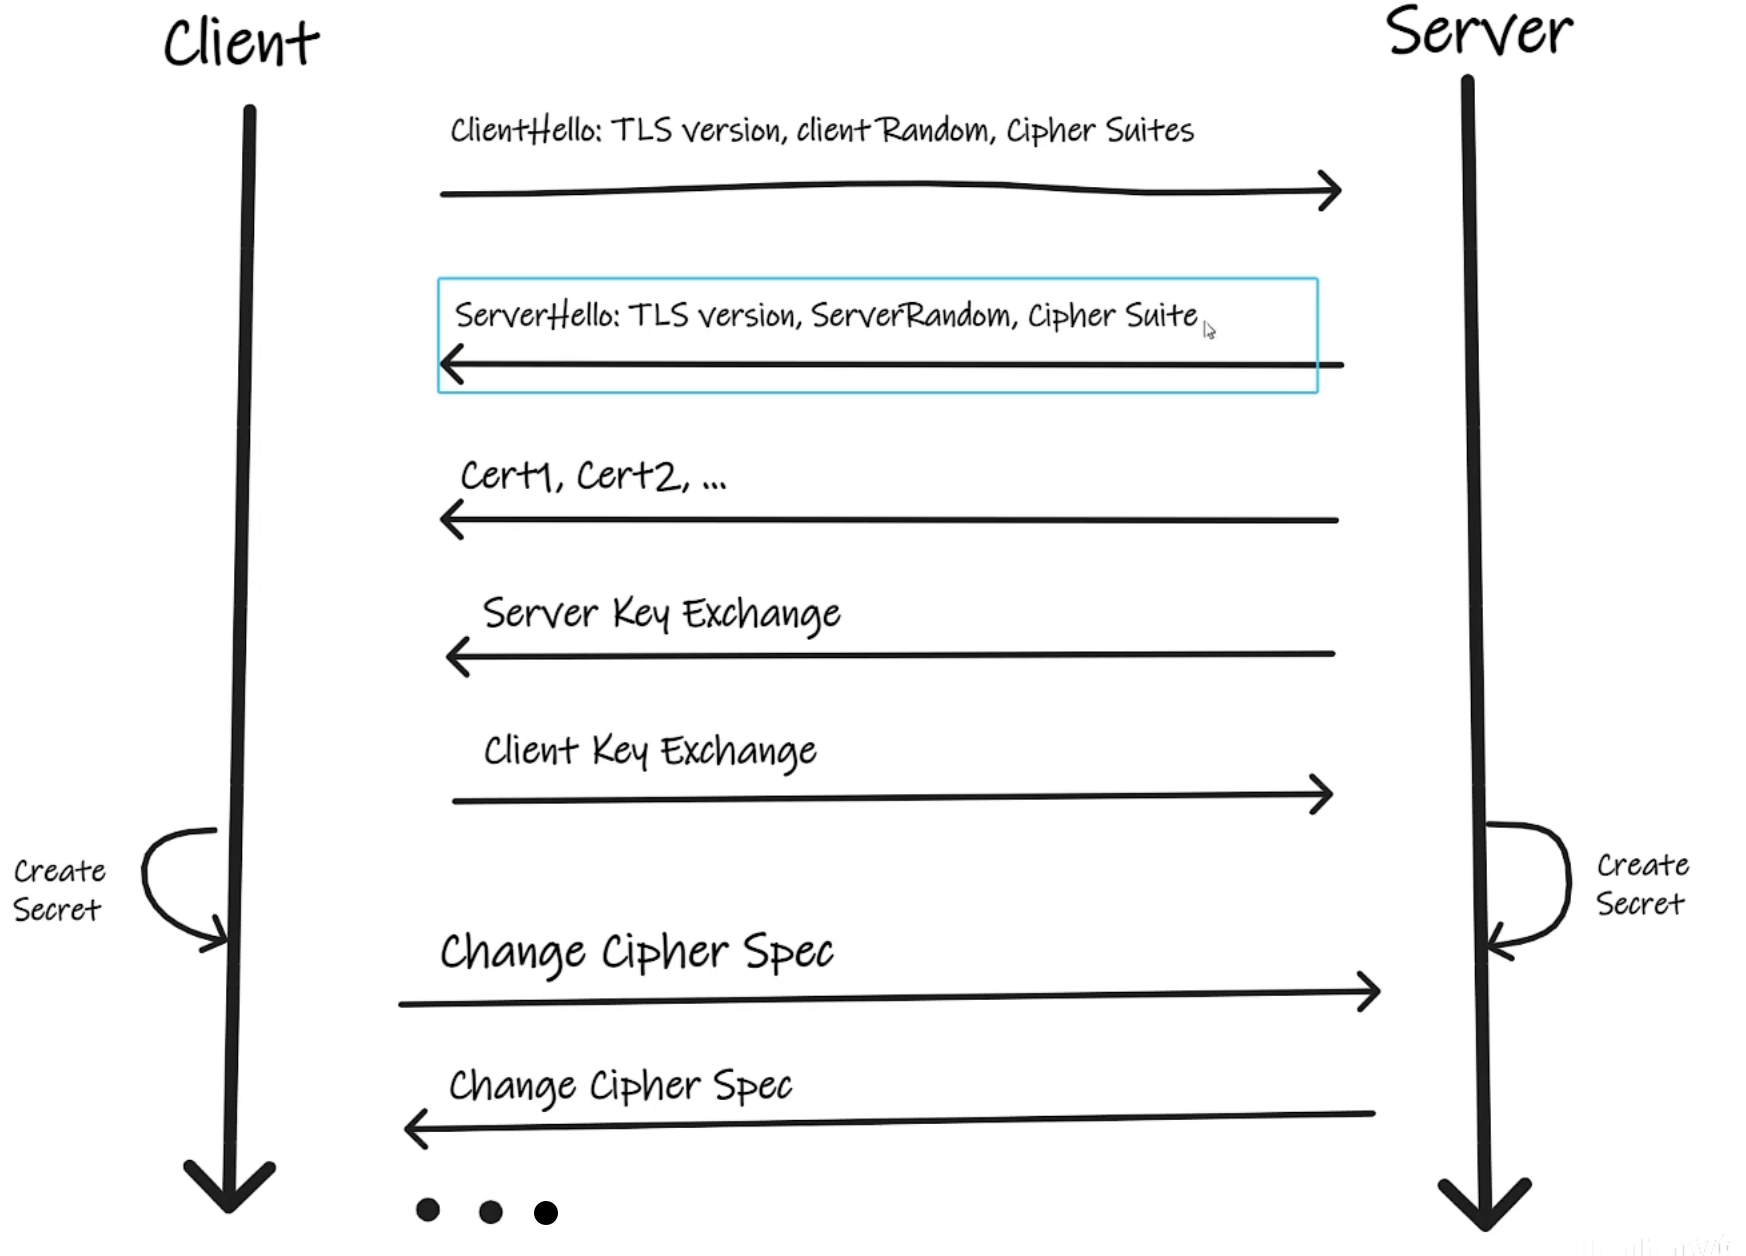 Client
Server
ClientHello: TLS version, clientRandom, Cipher Suites
ServerHello: TLS version, ServerRandom, Cipher Suite
Cert1, Cert2, ...
Server Key Exchange
Client Key Exchange
Create
Secret
Create
Secret
Change Cipher Spec
Change Cipher Spec